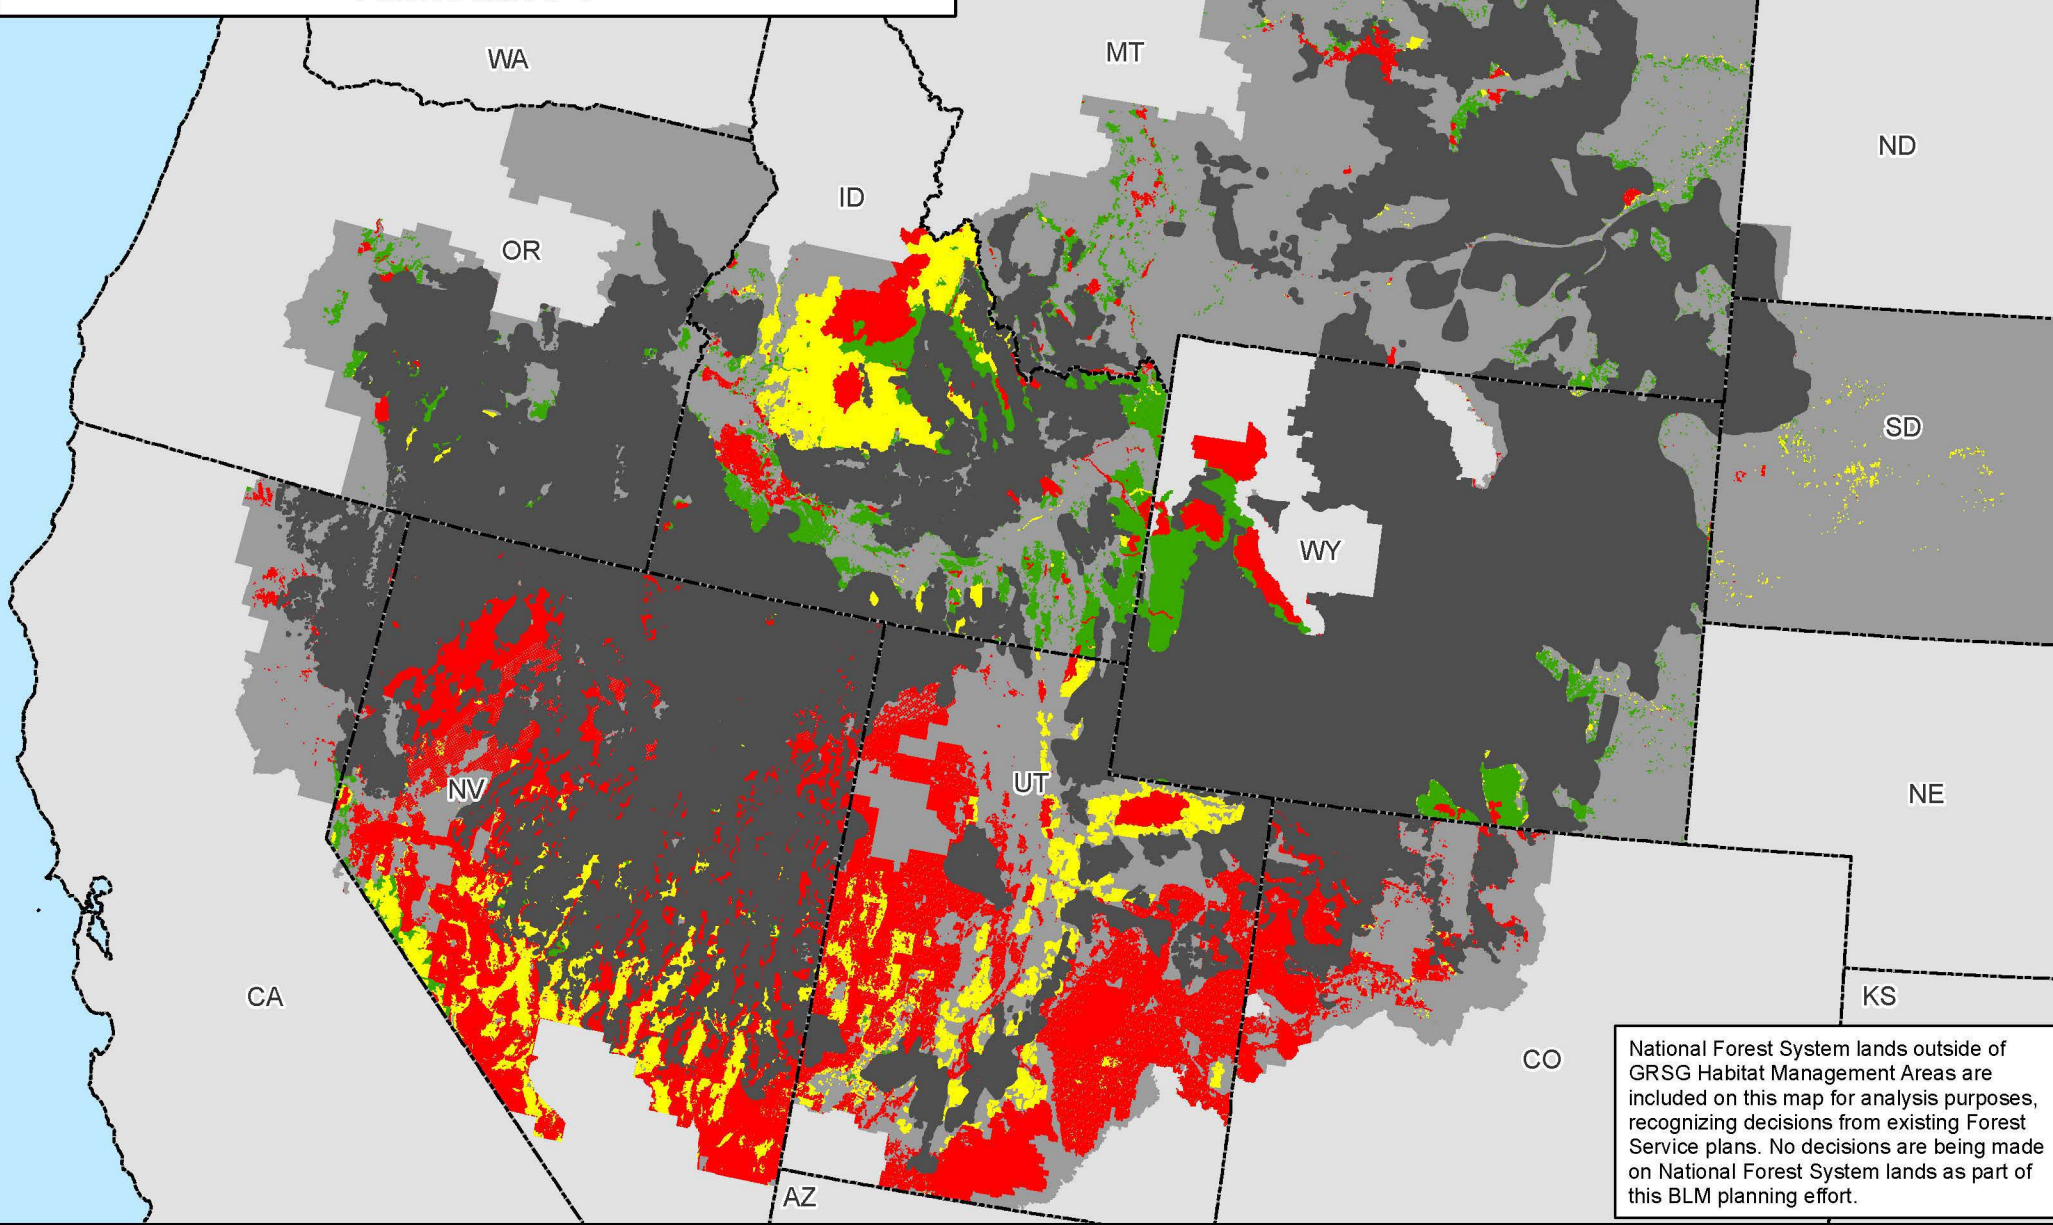 WA
MT
ND
ID
OR
SD
WY
NV
UT
NE
CA
KS
CO
AZ
National Forest System lands outside of
GRSG Habitat Management Areas are
included on this map for analysis purposes,
recognizing decisions from existing Forest
Service plans. No decisions are being made
on National Forest System lands as part of
this BLM planning effort.